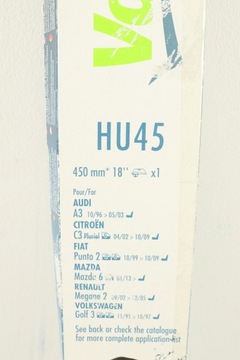 Va
HU45
450 mm* 18" x1
Pour/For
AUDI
A3 10/96 > 05/03
CITROËN
C3 Pluriel 04/02 > 10/09
FIAT
Punto 2 10/99 > 10/09
MAZDA
Mazda 6
RENAULT
Megane 2
VOLKSWAGEN
Golf 3 11/91 > 10/97
See back or check the catalogue
for more complete application list